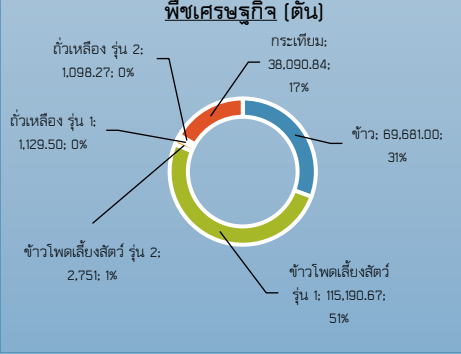 พืชเศรษฐกิจ (ตัน)
ถั่วเหลือง รุ่น 2;
1,098.27; 0%
กระเทียม;
38,090.84;
17%
ถั่วเหลือง รุ่น 1;
1,129.50; 0%
ข้าว; 69,681.00;
31%
ข้าวโพดเลี้ยงสัตว์ รุ่น 2;
2,751; 1%
ข้าวโพดเลี้ยงสัตว์
รุ่น 1; 115,190.67;
51%